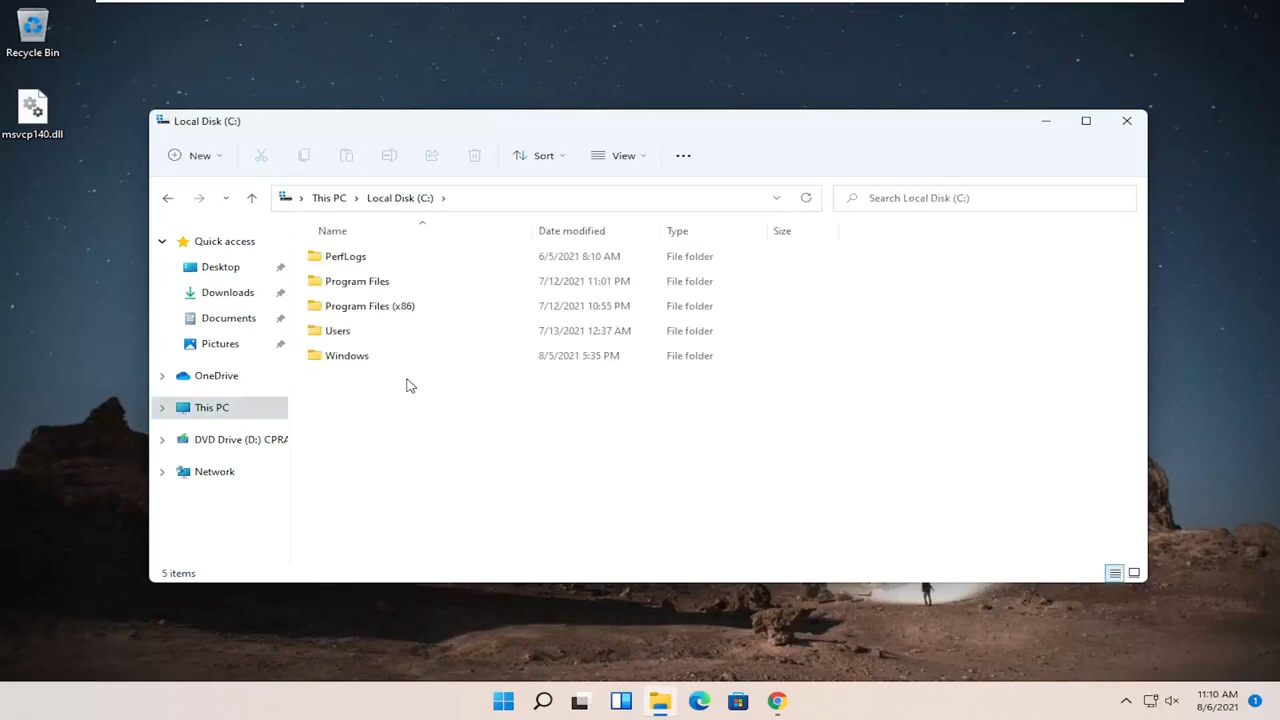 Recycle Bin
msvcp140.dll
Local Disk (C:)
New
Sort
View
This PC
Local Disk (C:)
Search Local Disk (C:)
Quick access
Desktop
Downloads
Documents
Pictures
OneDrive
This PC
DVD Drive (D:) CPRA
Network
Name Date modified Type Size
PerfLogs 6/5/2021 8:10 AM File folder
Program Files 7/12/2021 11:01 PM File folder
Program Files (x86) 7/12/2021 10:55 PM File folder
Users 7/13/2021 12:37 AM File folder
Windows 8/5/2021 5:35 PM File folder
5 items
11:10 AM
8/6/2021
1